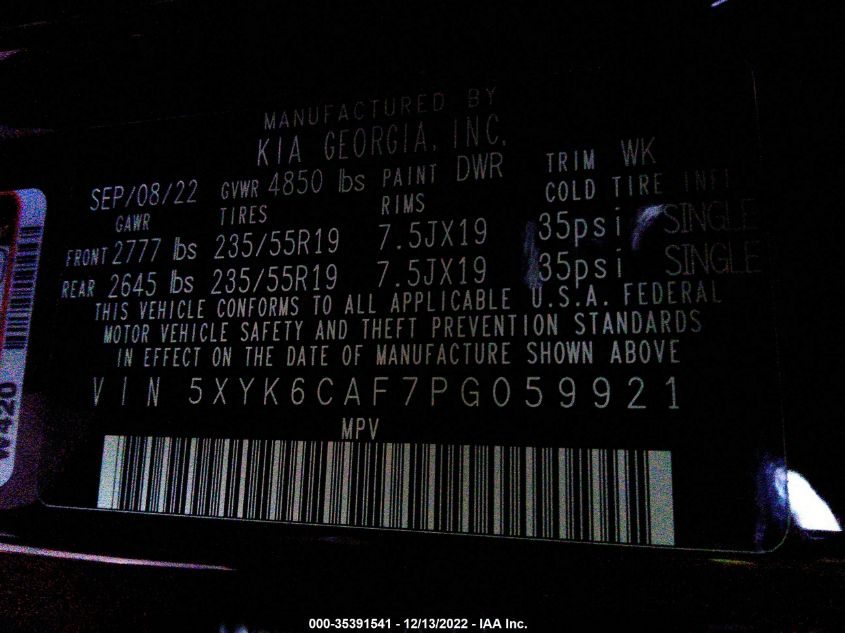 MANUFACTURED BY
KIA GEORGIA, INC.
SEP/08/22 GVWR 4850 lbs PAINT DWR TRIM WK
GAWR TIRES RIMS COLD TIRE INFL
FRONT 2777 lbs 235/55R19 7.5JX19 35psi SINGLE
REAR 2645 lbs 235/55R19 7.5JX19 35psi SINGLE
THIS VEHICLE CONFORMS TO ALL APPLICABLE U.S.A. FEDERAL
MOTOR VEHICLE SAFETY AND THEFT PREVENTION STANDARDS
IN EFFECT ON THE DATE OF MANUFACTURE SHOWN ABOVE
VIN 5XYK6CAF7PG059921
MPV
W420
000-35391541 - 12/13/2022 - IAA Inc.